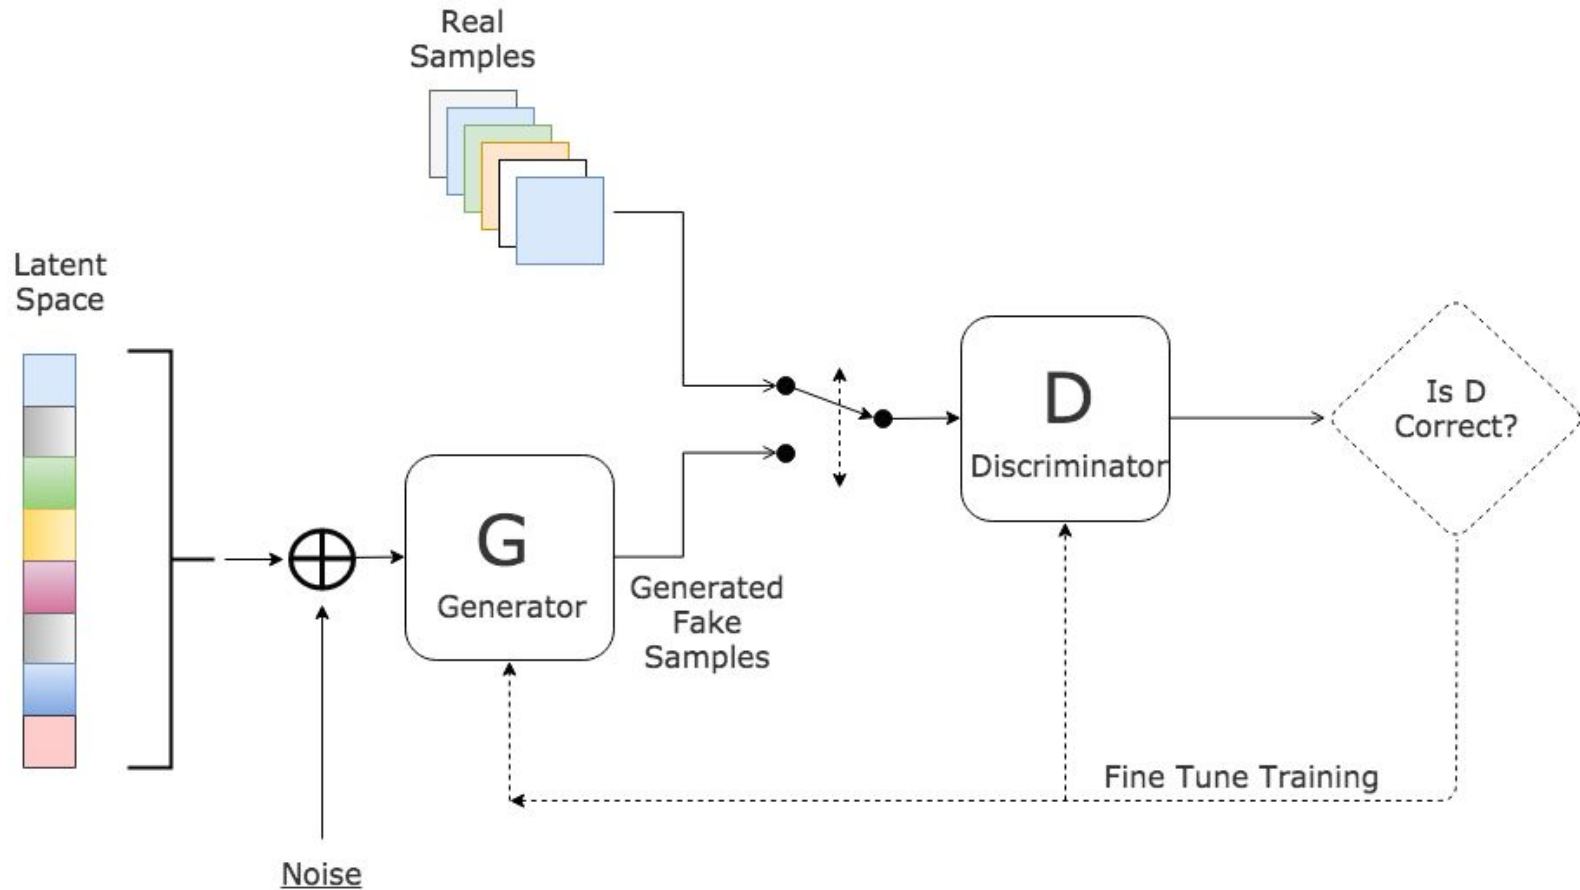 Real
Samples
Latent
Space
D
Discriminator
Is D
Correct?
G
Generator
Generated
Fake
Samples
Fine Tune Training
Noise